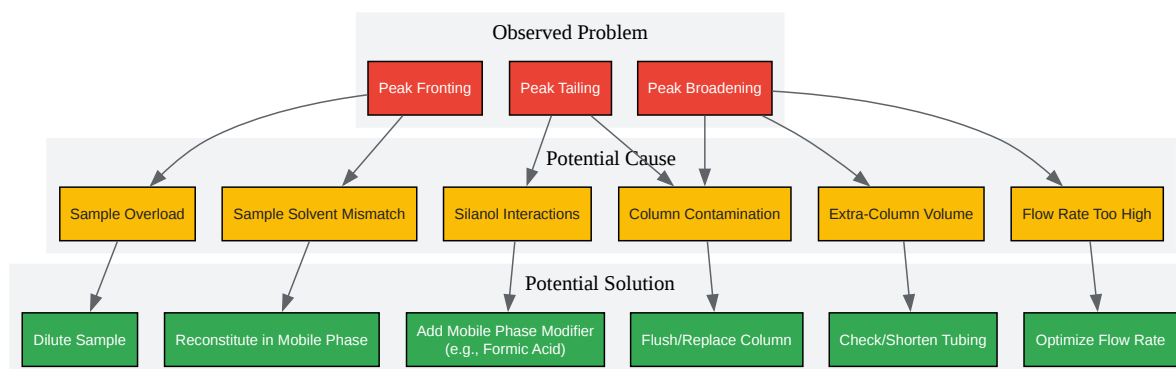 Observed Problem
Peak Fronting
Peak Tailing
Peak Broadening
Potential Cause
Sample Overload
Sample Solvent Mismatch
Silanol Interactions
Column Contamination
Extra-Column Volume
Flow Rate Too High
Potential Solution
Dilute Sample
Reconstitute in Mobile Phase
Add Mobile Phase Modifier
(e.g., Formic Acid)
Flush/Replace Column
Check/Shorten Tubing
Optimize Flow Rate